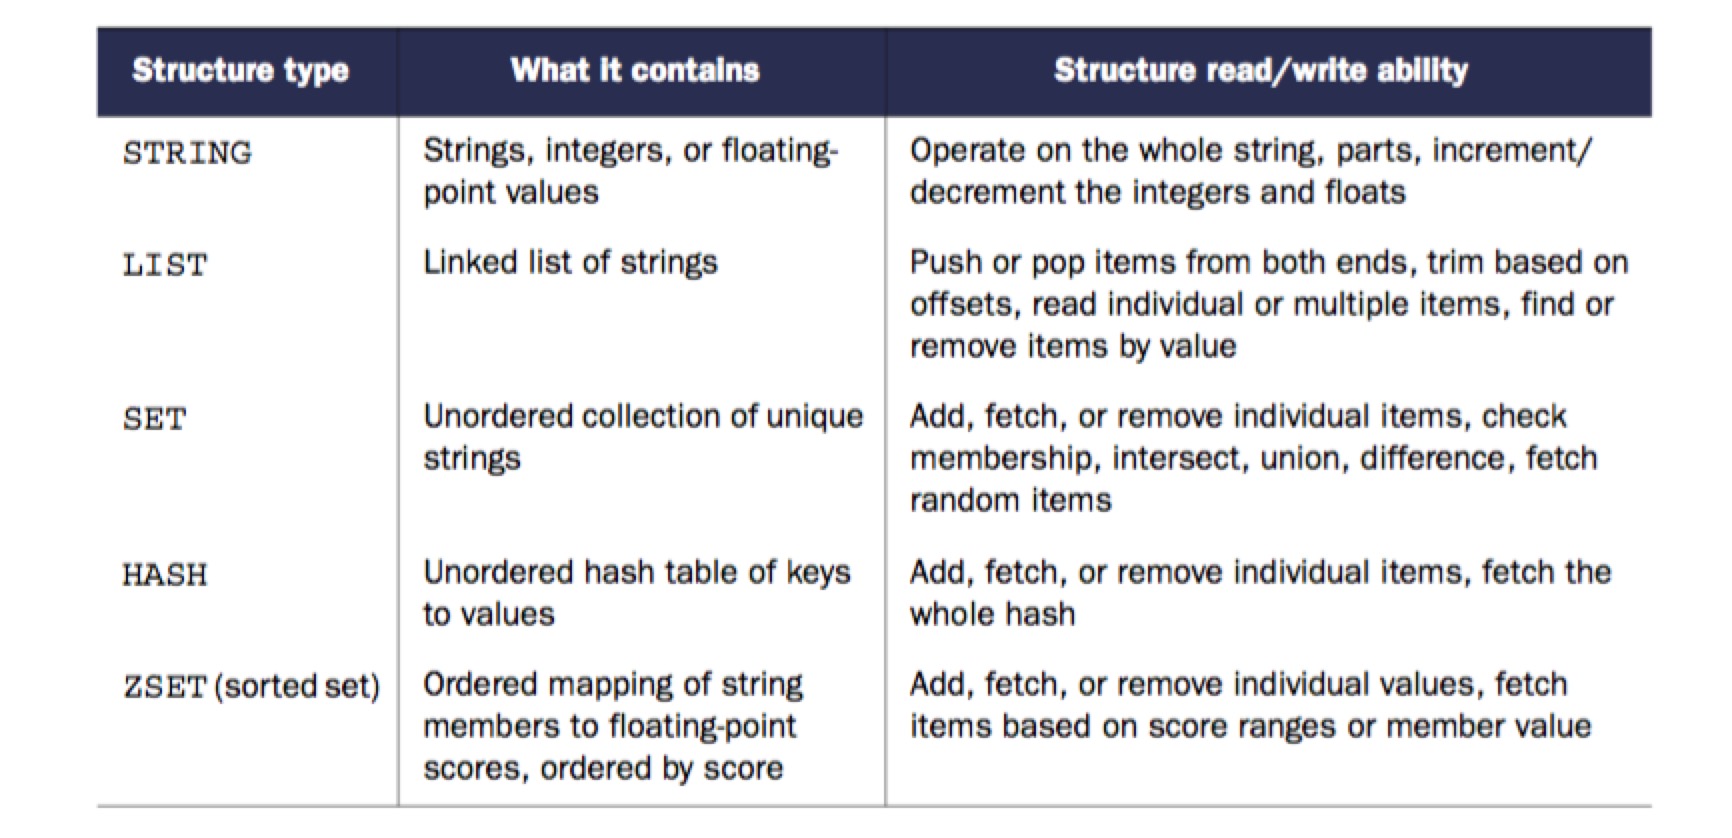 Structure type What it contains Structure read/write ability
STRING Strings, integers, or floating- Operate on the whole string, parts, increment/
point values decrement the integers and floats
LIST Linked list of strings Push or pop items from both ends, trim based on
offsets, read individual or multiple items, find or
remove items by value
SET Unordered collection of unique Add, fetch, or remove individual items, check
strings membership, intersect, union, difference, fetch
random items
HASH Unordered hash table of keys Add, fetch, or remove individual items, fetch the
to values whole hash
ZSET (sorted set) Ordered mapping of string Add, fetch, or remove individual values, fetch
members to floating-point items based on score ranges or member value
scores, ordered by score